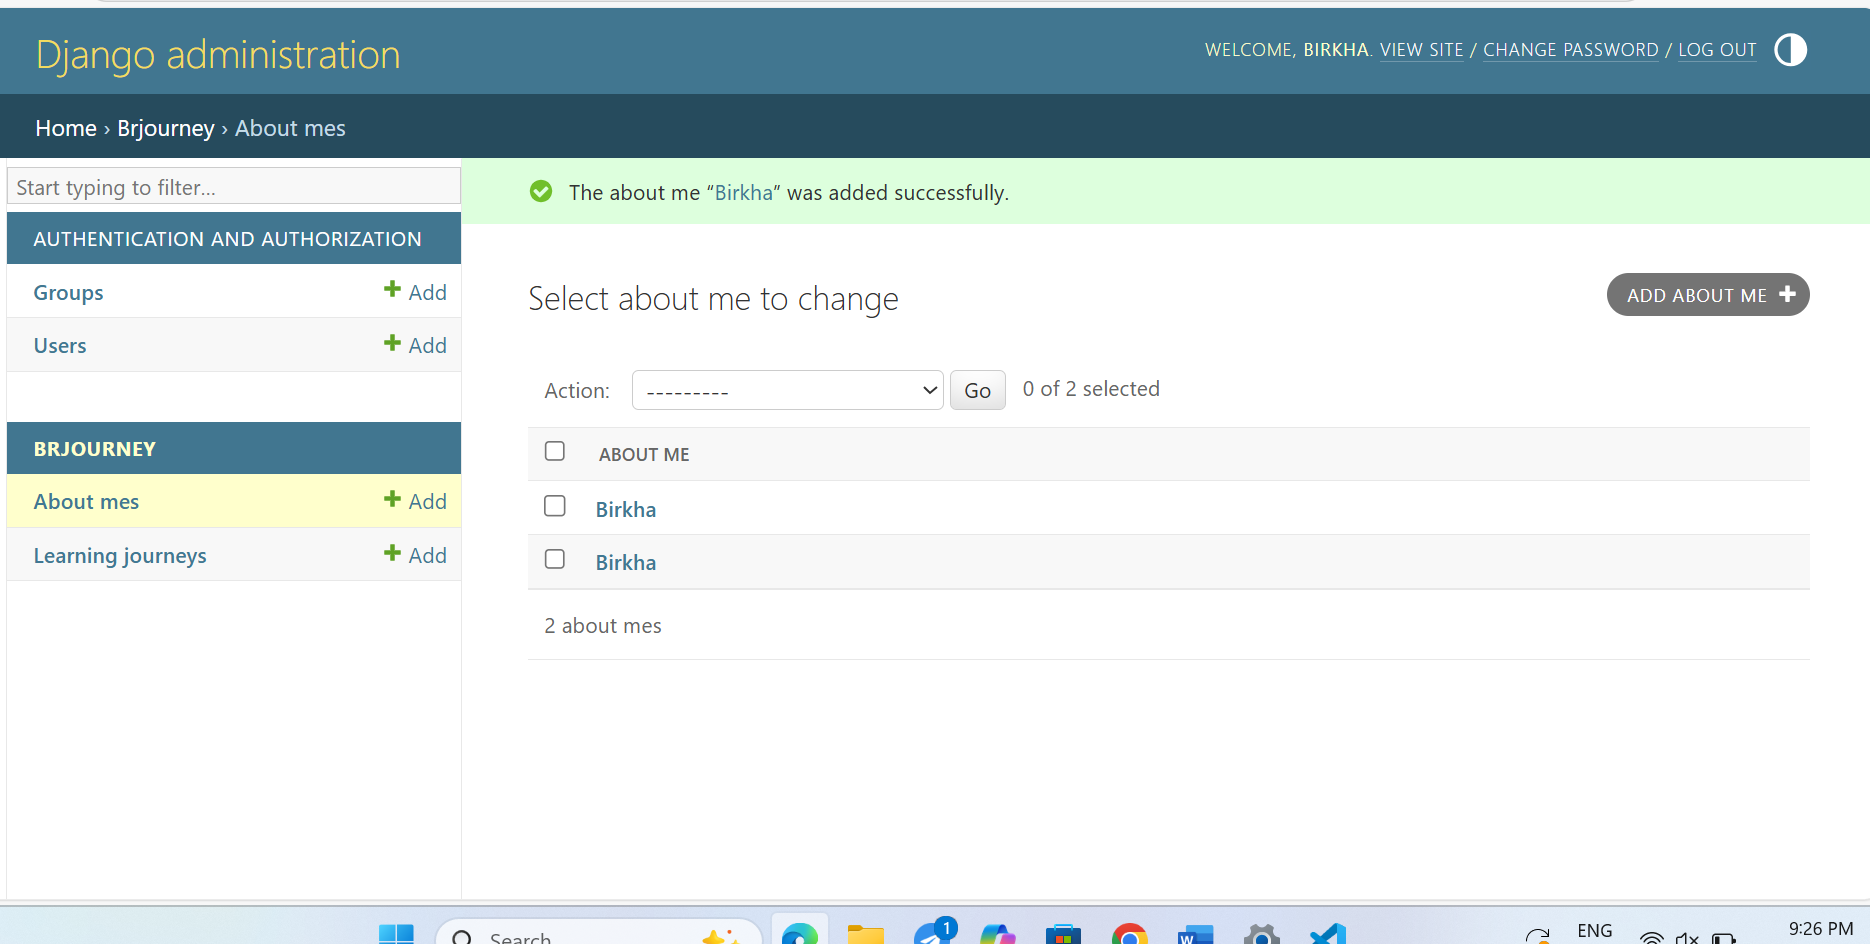 Django administration
WELCOME, BIRKHA. VIEW SITE / CHANGE PASSWORD / LOG OUT
Home › Brjourney › About mes
Start typing to filter...
AUTHENTICATION AND AUTHORIZATION
Groups
Add
Users
Add
BRJOURNEY
About mes
Add
Learning journeys
Add
The about me “Birkha” was added successfully.
Select about me to change
ADD ABOUT ME
Action:
---------
Go
0 of 2 selected
ABOUT ME
Birkha
Birkha
2 about mes
Search
1
W
ENG
9:26 PM